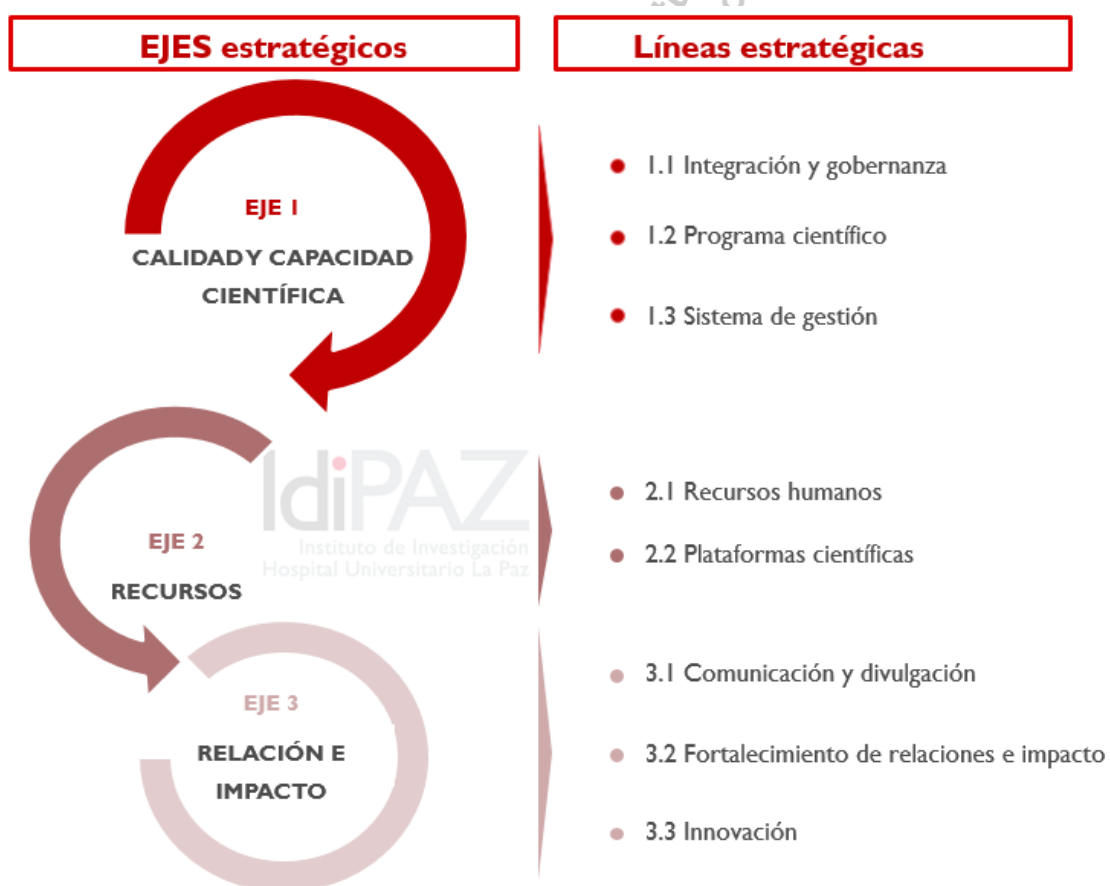 EJES estratégicos
Líneas estratégicas
EJE 1
CALIDAD Y CAPACIDAD
CIENTÍFICA
1.1 Integración y gobernanza
1.2 Programa científico
1.3 Sistema de gestión
IdiPAZ
Instituto de Investigación
Hospital Universitario La Paz
EJE 2
RECURSOS
2.1 Recursos humanos
2.2 Plataformas científicas
EJE 3
RELACIÓN E
IMPACTO
3.1 Comunicación y divulgación
3.2 Fortalecimiento de relaciones e impacto
3.3 Innovación